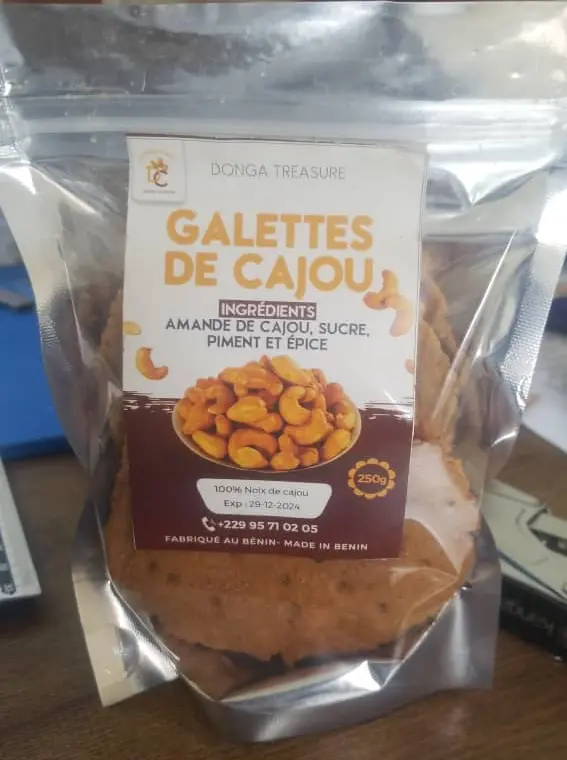 DC
DONGA TREASURE
GALETTES
DE CAJOU
INGRÉDIENTS
AMANDE DE CAJOU, SUCRE,
PIMENT ET ÉPICE
100% Noix de cajou
Exp : 29-12-2024
250g
+229 95 71 02 05
FABRIQUÉ AU BÉNIN- MADE IN BENIN